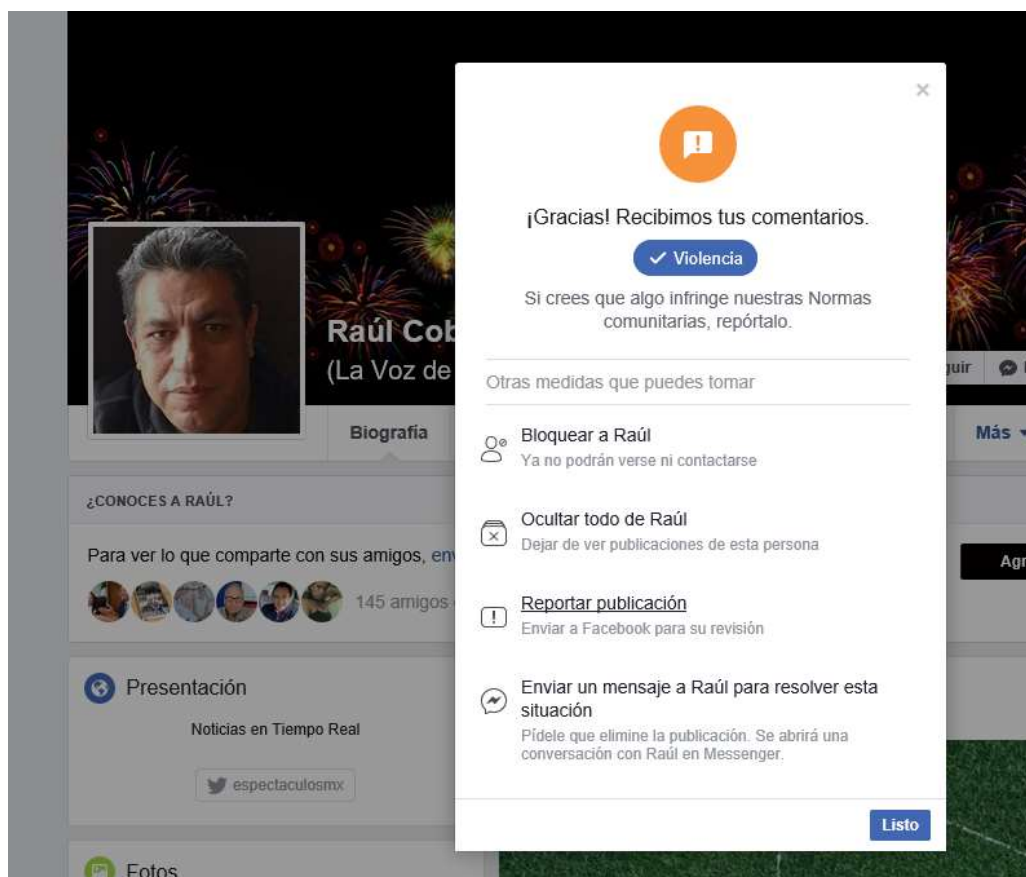 ¡Gracias! Recibimos tus comentarios.
Violencia
Si crees que algo infringe nuestras Normas
comunitarias, repórtalo.
Otras medidas que puedes tomar
Bloquear a Raúl
Ya no podrán verse ni contactarse
Ocultar todo de Raúl
Dejar de ver publicaciones de esta persona
Reportar publicación
Enviar a Facebook para su revisión
Enviar un mensaje a Raúl para resolver esta
situación
Pídele que elimine la publicación. Se abrirá una
conversación con Raúl en Messenger.
Listo
Raúl
(La Voz de
Biografía
Más
¿CONOCES A RAÚL?
Para ver lo que comparte con sus amigos,
145 amigos
Presentación
Noticias en Tiempo Real
espectaculosmx
Fotos